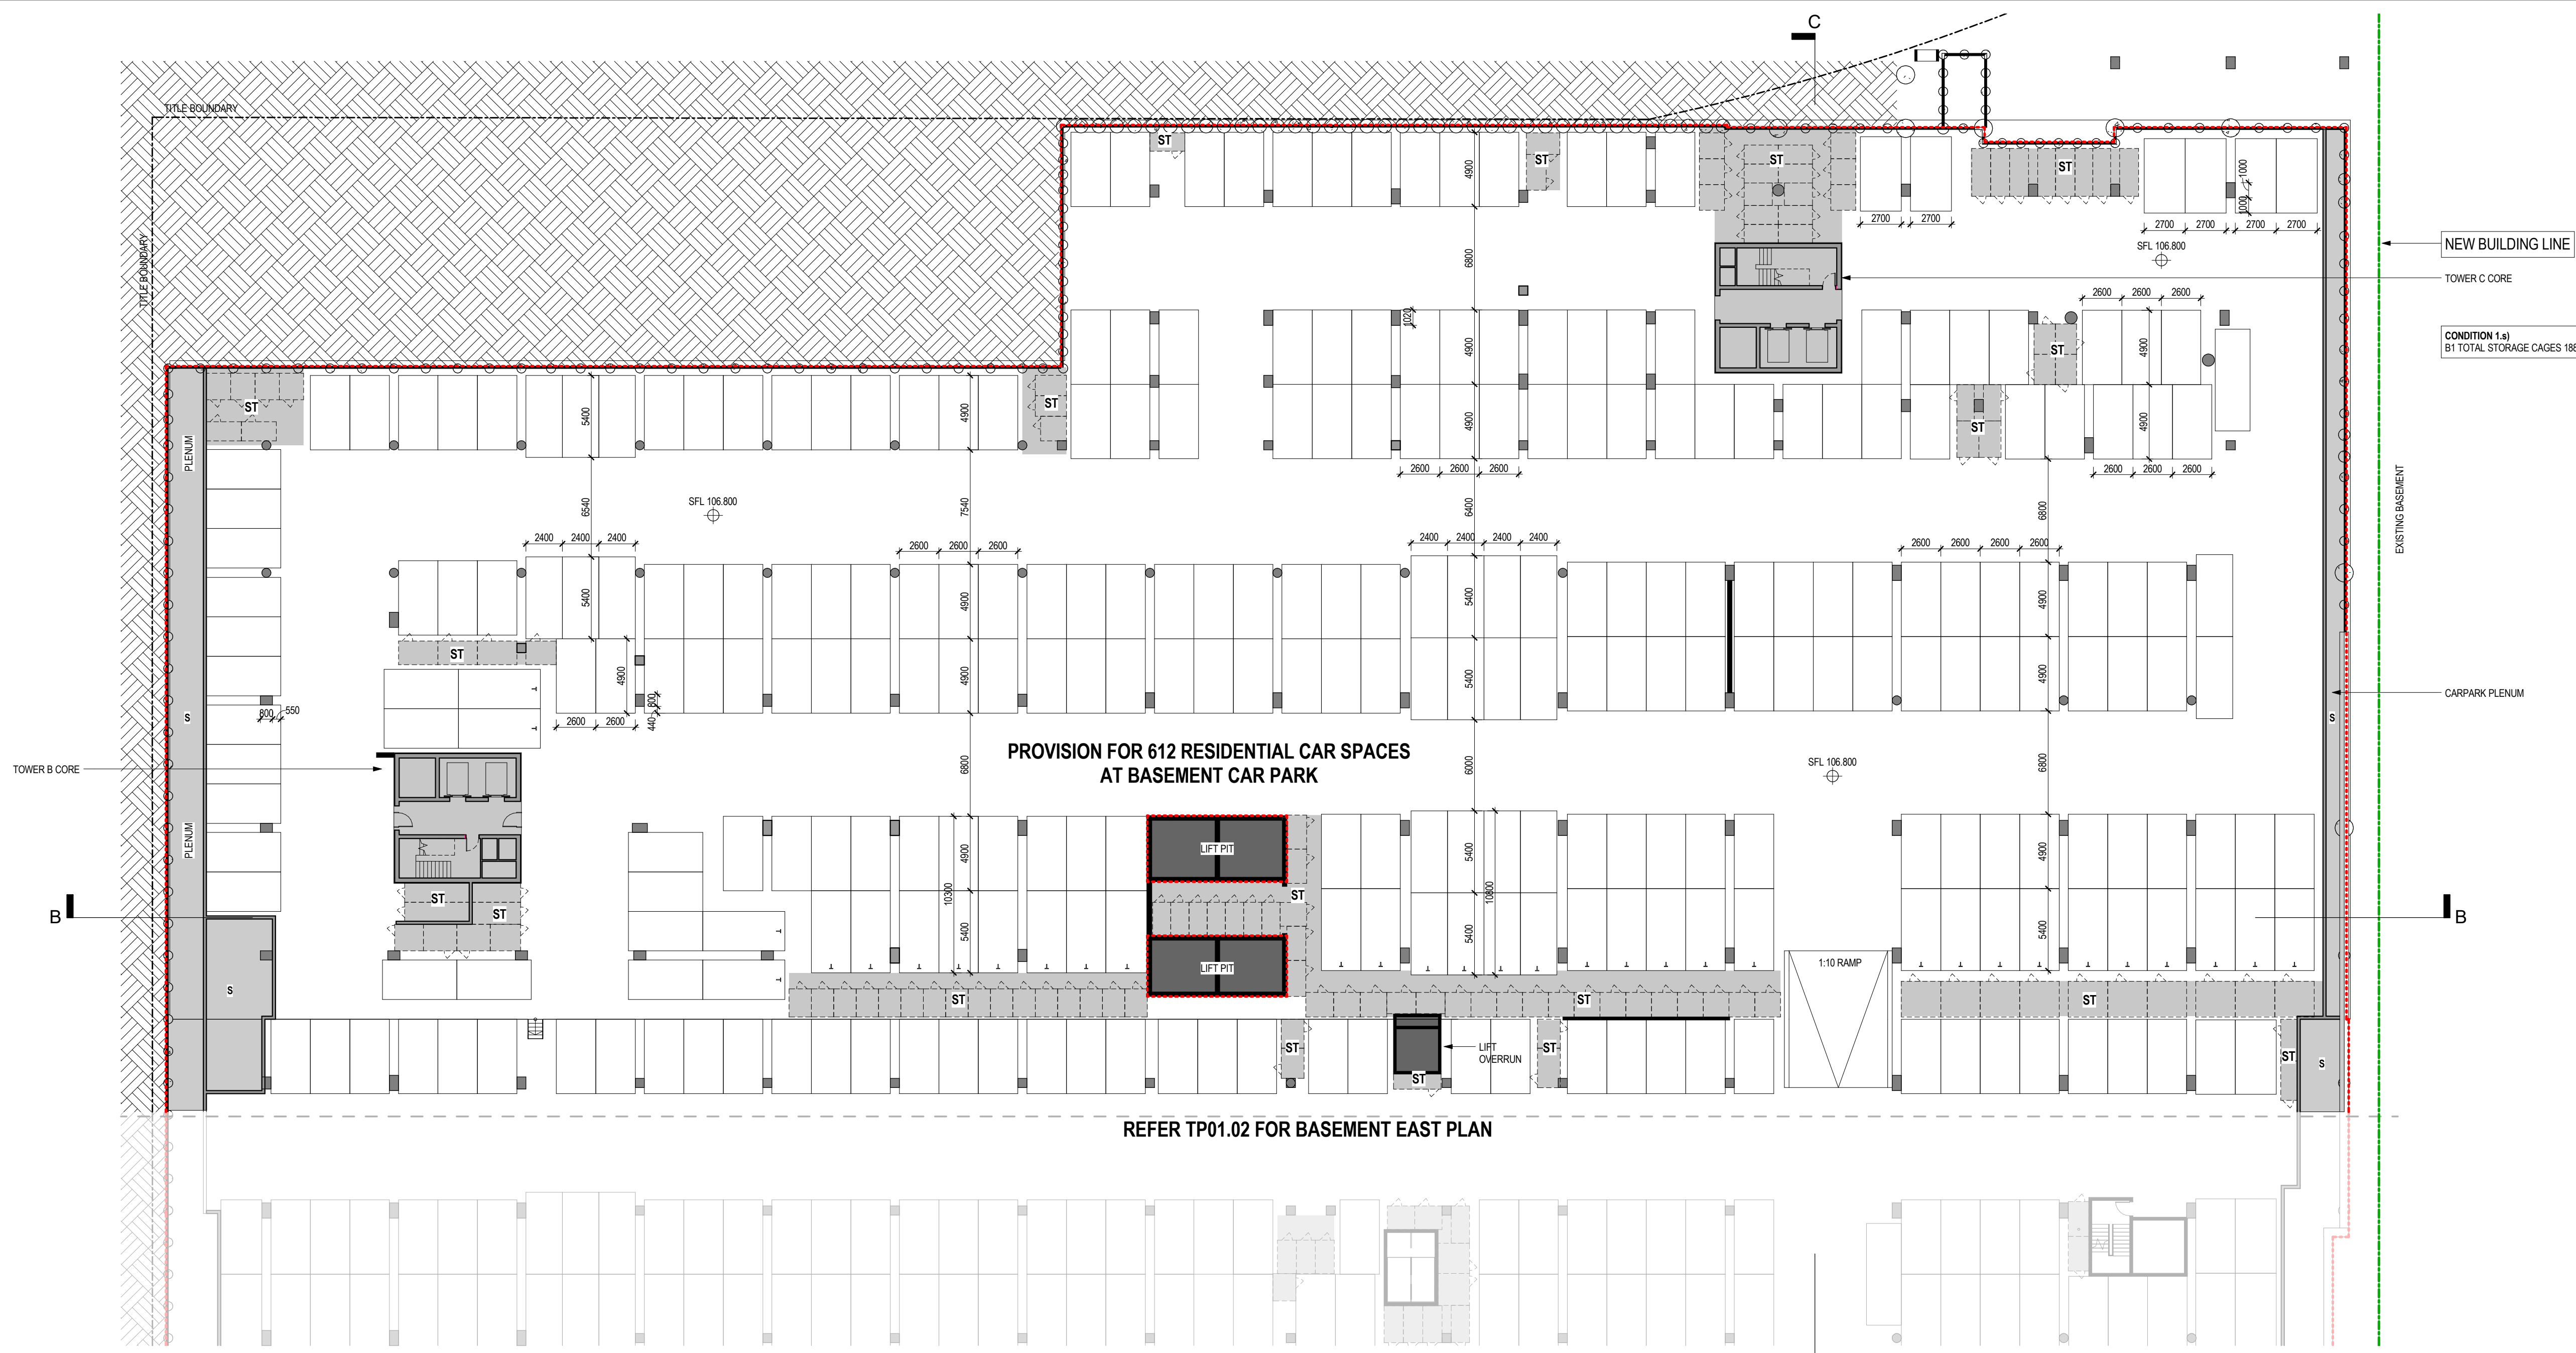 C
TITLE BOUNDARY
TITLE BOUNDARY
ST
ST
ST
ST
4900
1000
1000
2700
2700
2700
2700
2700
2700
SFL 106.800
NEW BUILDING LINE
TOWER C CORE
6800
2600
2600
2600
1020
4900
ST
4900
CONDITION 1.s)
B1 TOTAL STORAGE CAGES 188
ST
ST
5400
4900
4900
ST
4900
PLENUM
2600
2600
2600
2600
2600
2600
SFL 106.800
6540
7540
6400
6800
EXISTING BASEMENT
2400
2400
2400
2600
2600
2600
2400
2400
2400
2400
2600
2600
2600
2600
5400
4900
5400
4900
ST
4900
4900
5400
4900
CARPARK PLENUM
800
550
S
S
800
440
2600
2600
PROVISION FOR 612 RESIDENTIAL CAR SPACES
AT BASEMENT CAR PARK
TOWER B CORE
6800
6000
SFL 106.800
6800
PLENUM
LIFT PIT
4900
5400
4900
10300
10800
ST
ST
ST
B
B
5400
5400
5400
LIFT PIT
1:10 RAMP
S
ST
ST
ST
ST
LIFT
OVERRUN
ST
ST
S
ST
REFER TP01.02 FOR BASEMENT EAST PLAN